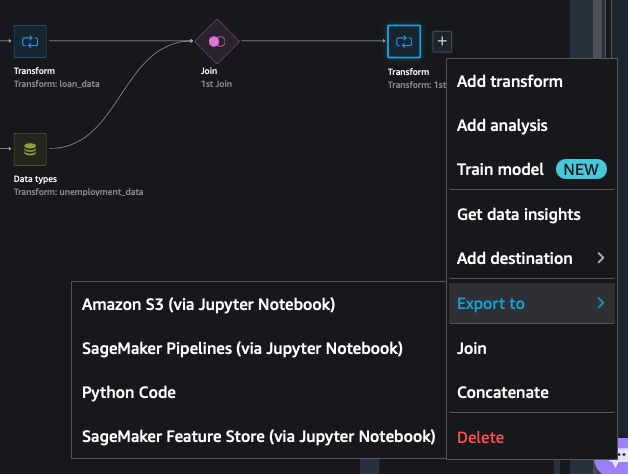 Transform
Transform: loan_data
Join
1st Join
Transform
Transform: 1st
Data types
Transform: unemployment_data
Add transform
Add analysis
Train model NEW
Get data insights
Add destination
Export to
Join
Concatenate
Delete
Amazon S3 (via Jupyter Notebook)
SageMaker Pipelines (via Jupyter Notebook)
Python Code
SageMaker Feature Store (via Jupyter Notebook)